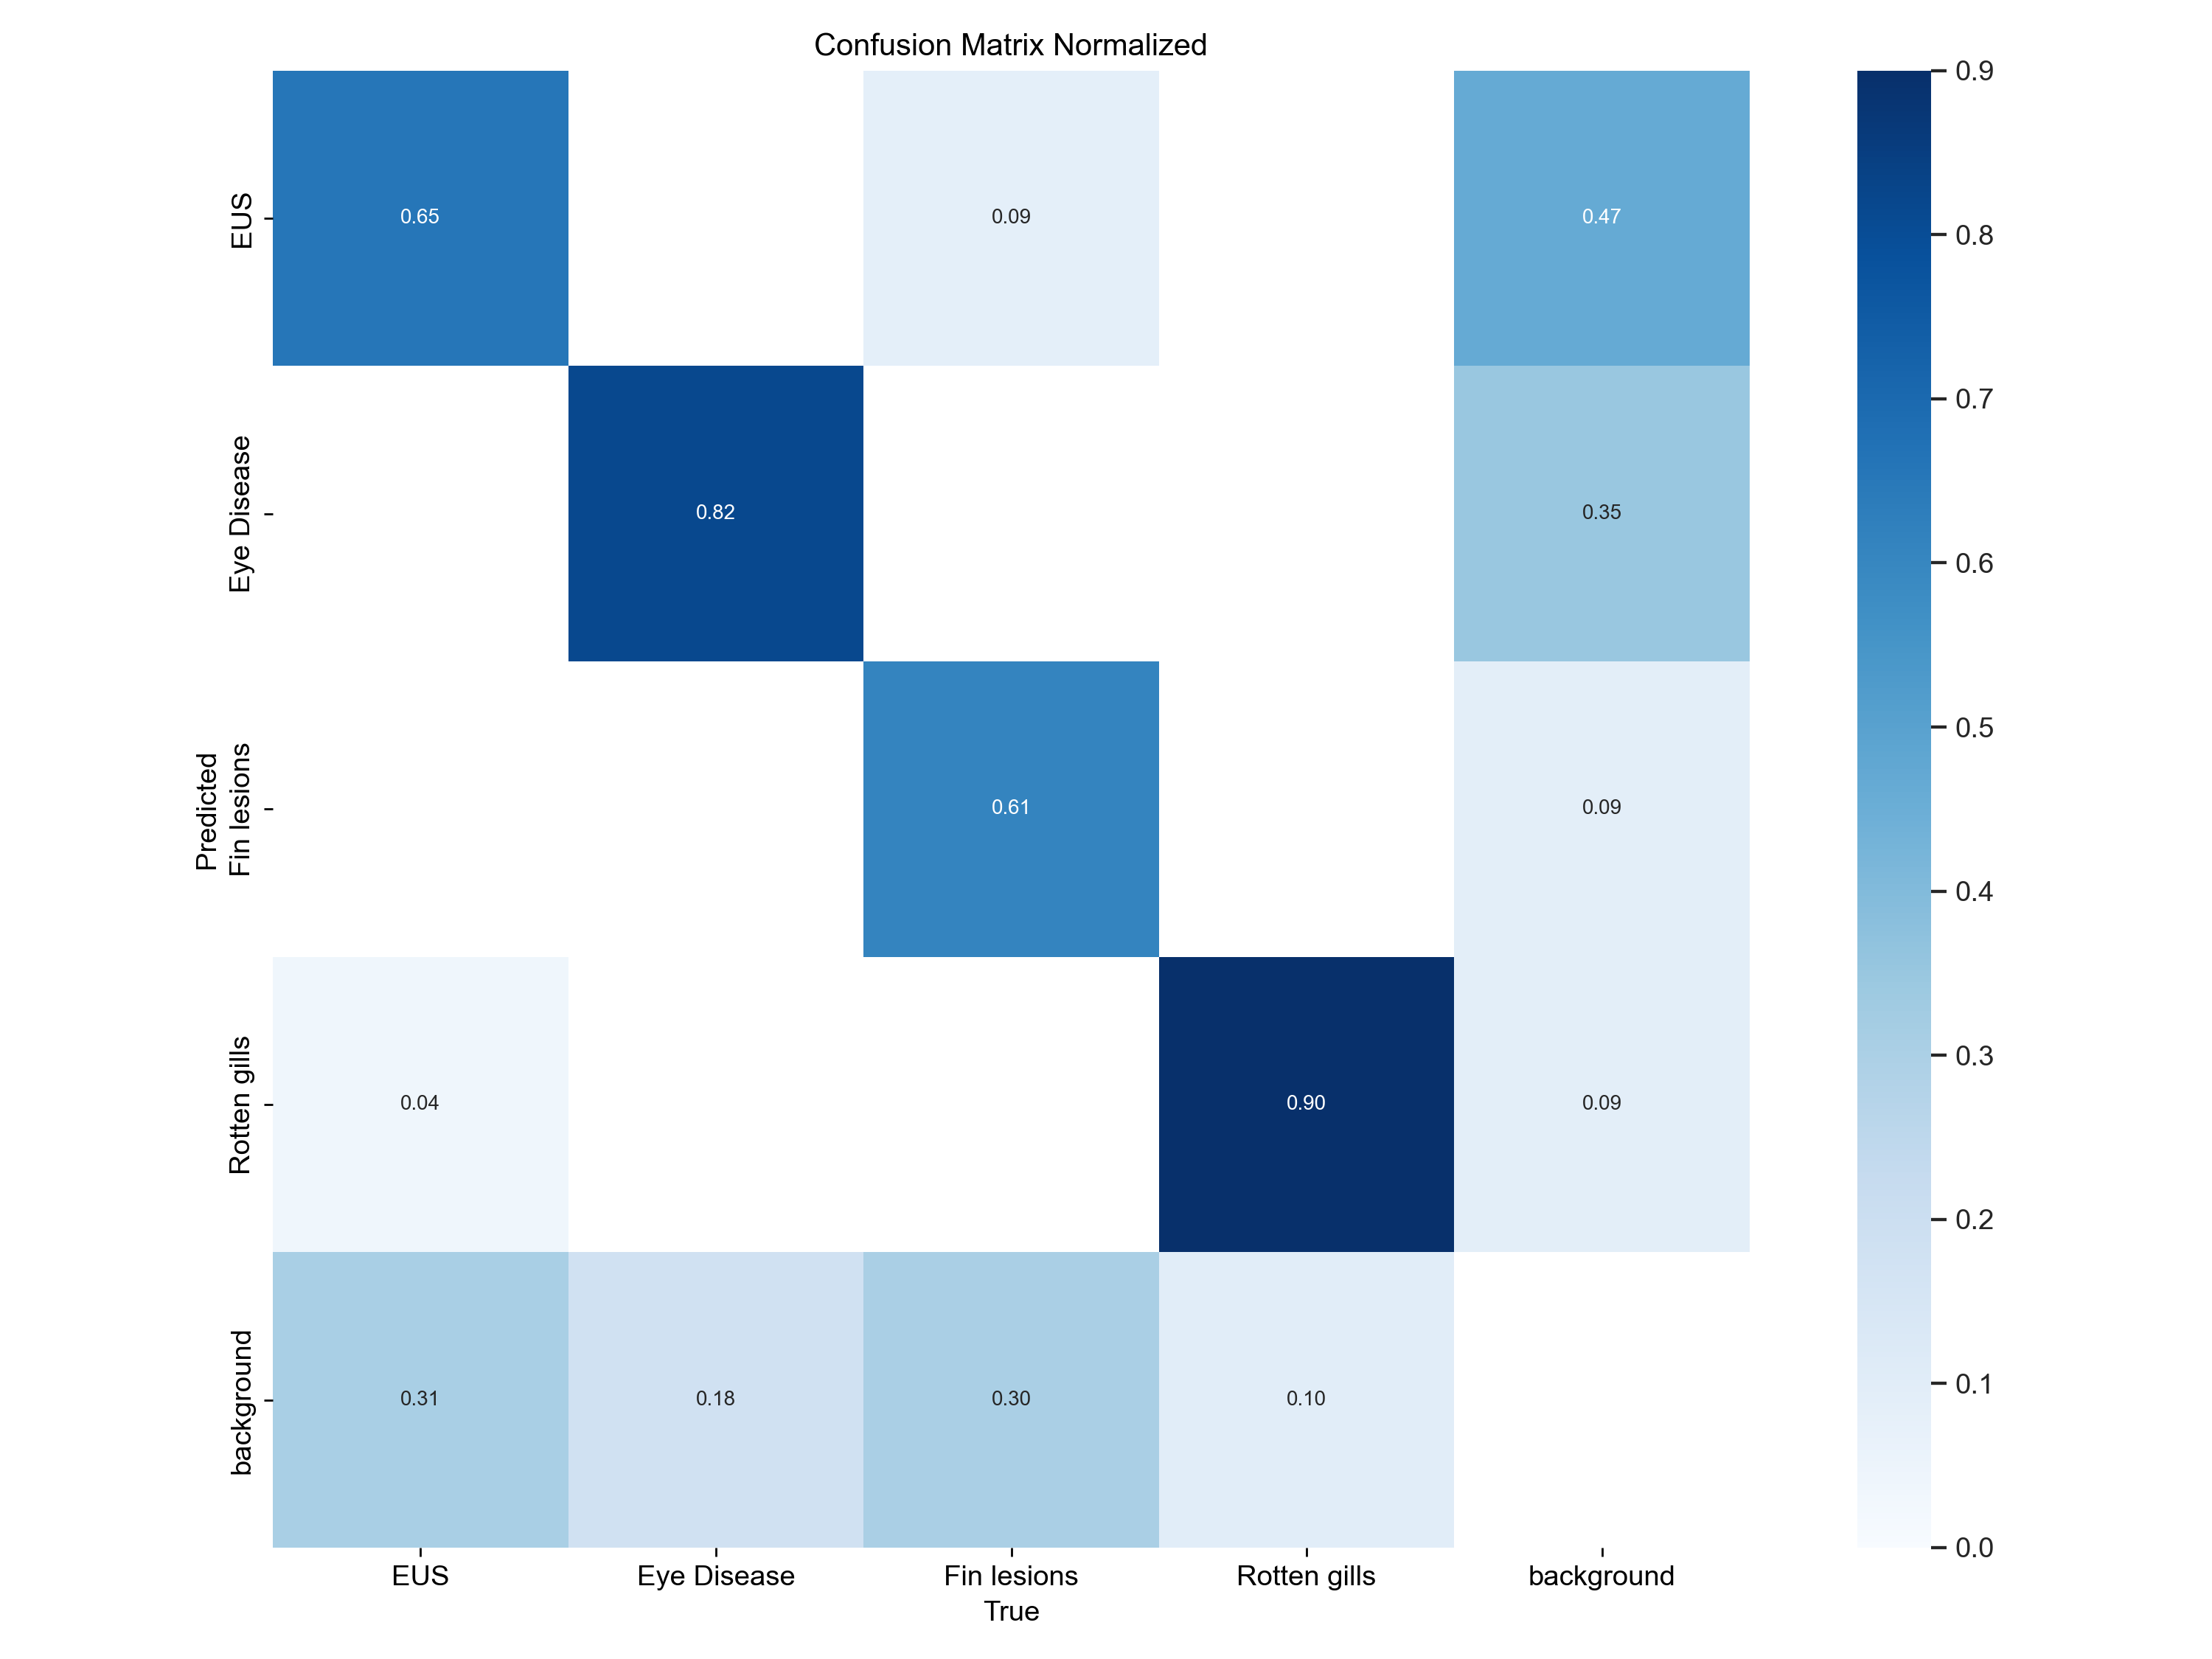 Confusion Matrix Normalized
EUS
0.65
0.09
0.47
Eye Disease
0.82
0.35
Predicted
Fin lesions
0.61
0.09
Rotten gills
0.04
0.90
0.09
background
0.31
0.18
0.30
0.10
EUS
Eye Disease
Fin lesions
Rotten gills
background
True
0.9
0.8
0.7
0.6
0.5
0.4
0.3
0.2
0.1
0.0